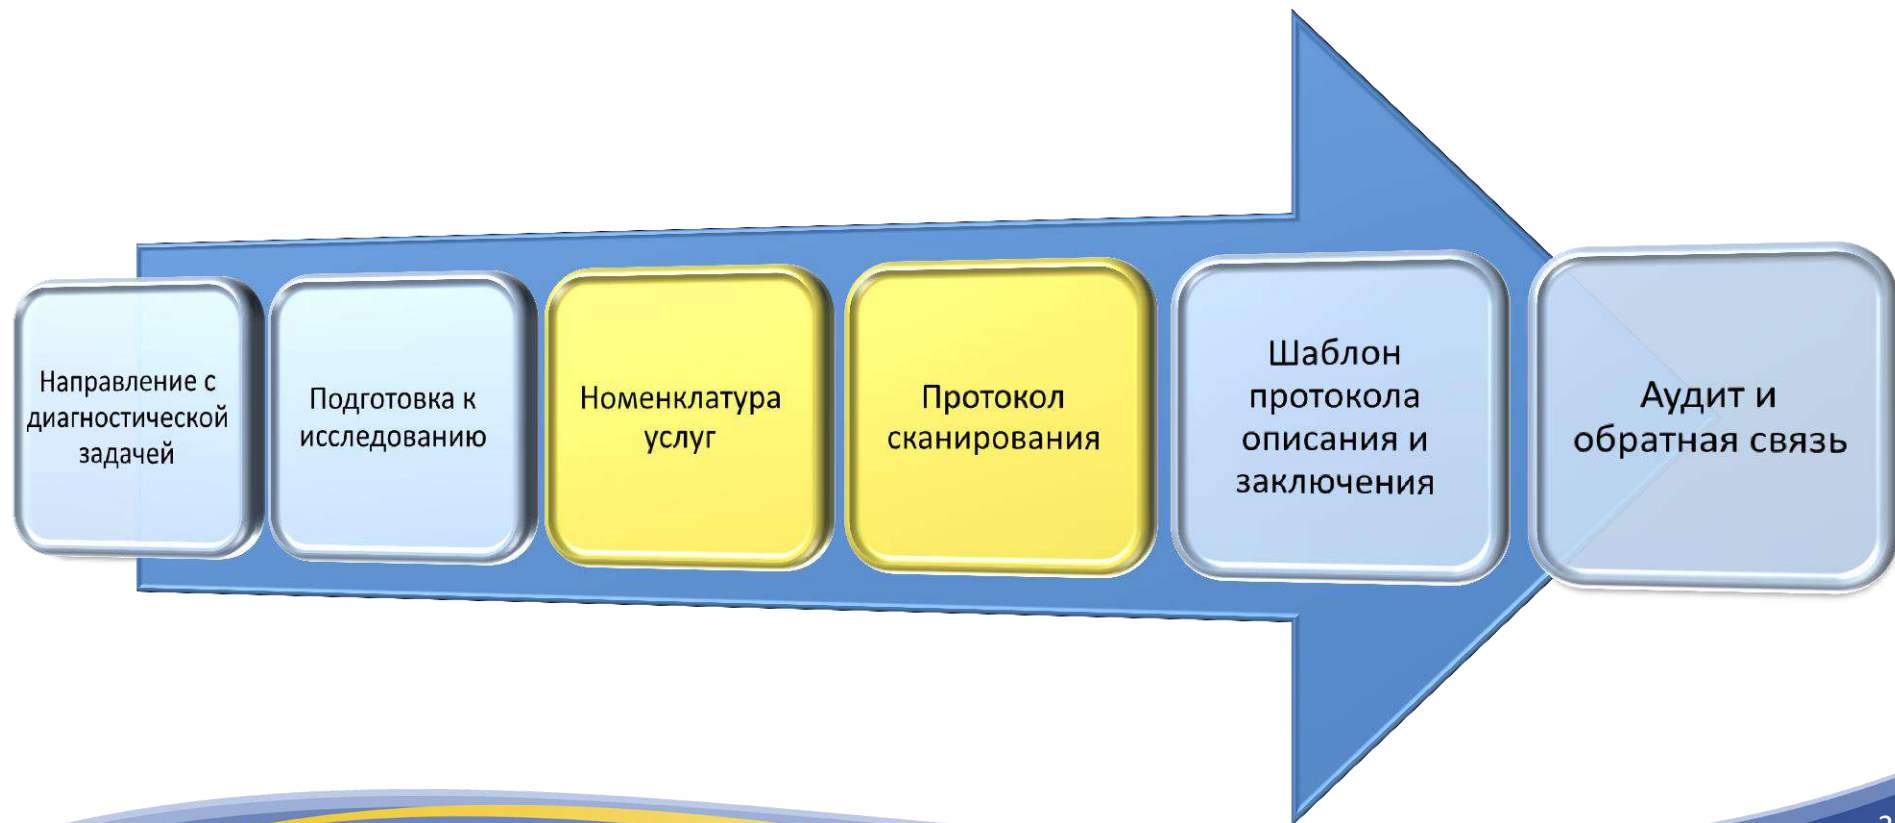 Направление с
диагностической
задачей
Подготовка к
исследованию
Номенклатура
услуг
Протокол
сканирования
Шаблон
протокола
описания и
заключения
Аудит и
обратная связь